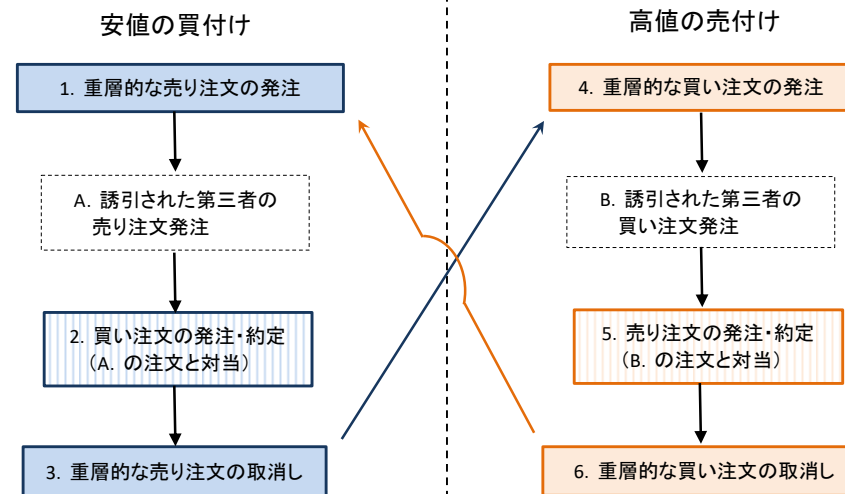 安値の買付け
1. 重層的な売り注文の発注
A. 誘引された第三者の
売り注文発注
2. 買い注文の発注・約定
(A. の注文と対当)
3. 重層的な売り注文の取消し
高値の売付け
4. 重層的な買い注文の発注
B. 誘引された第三者の
買い注文発注
5. 売り注文の発注・約定
(B. の注文と対当)
6. 重層的な買い注文の取消し